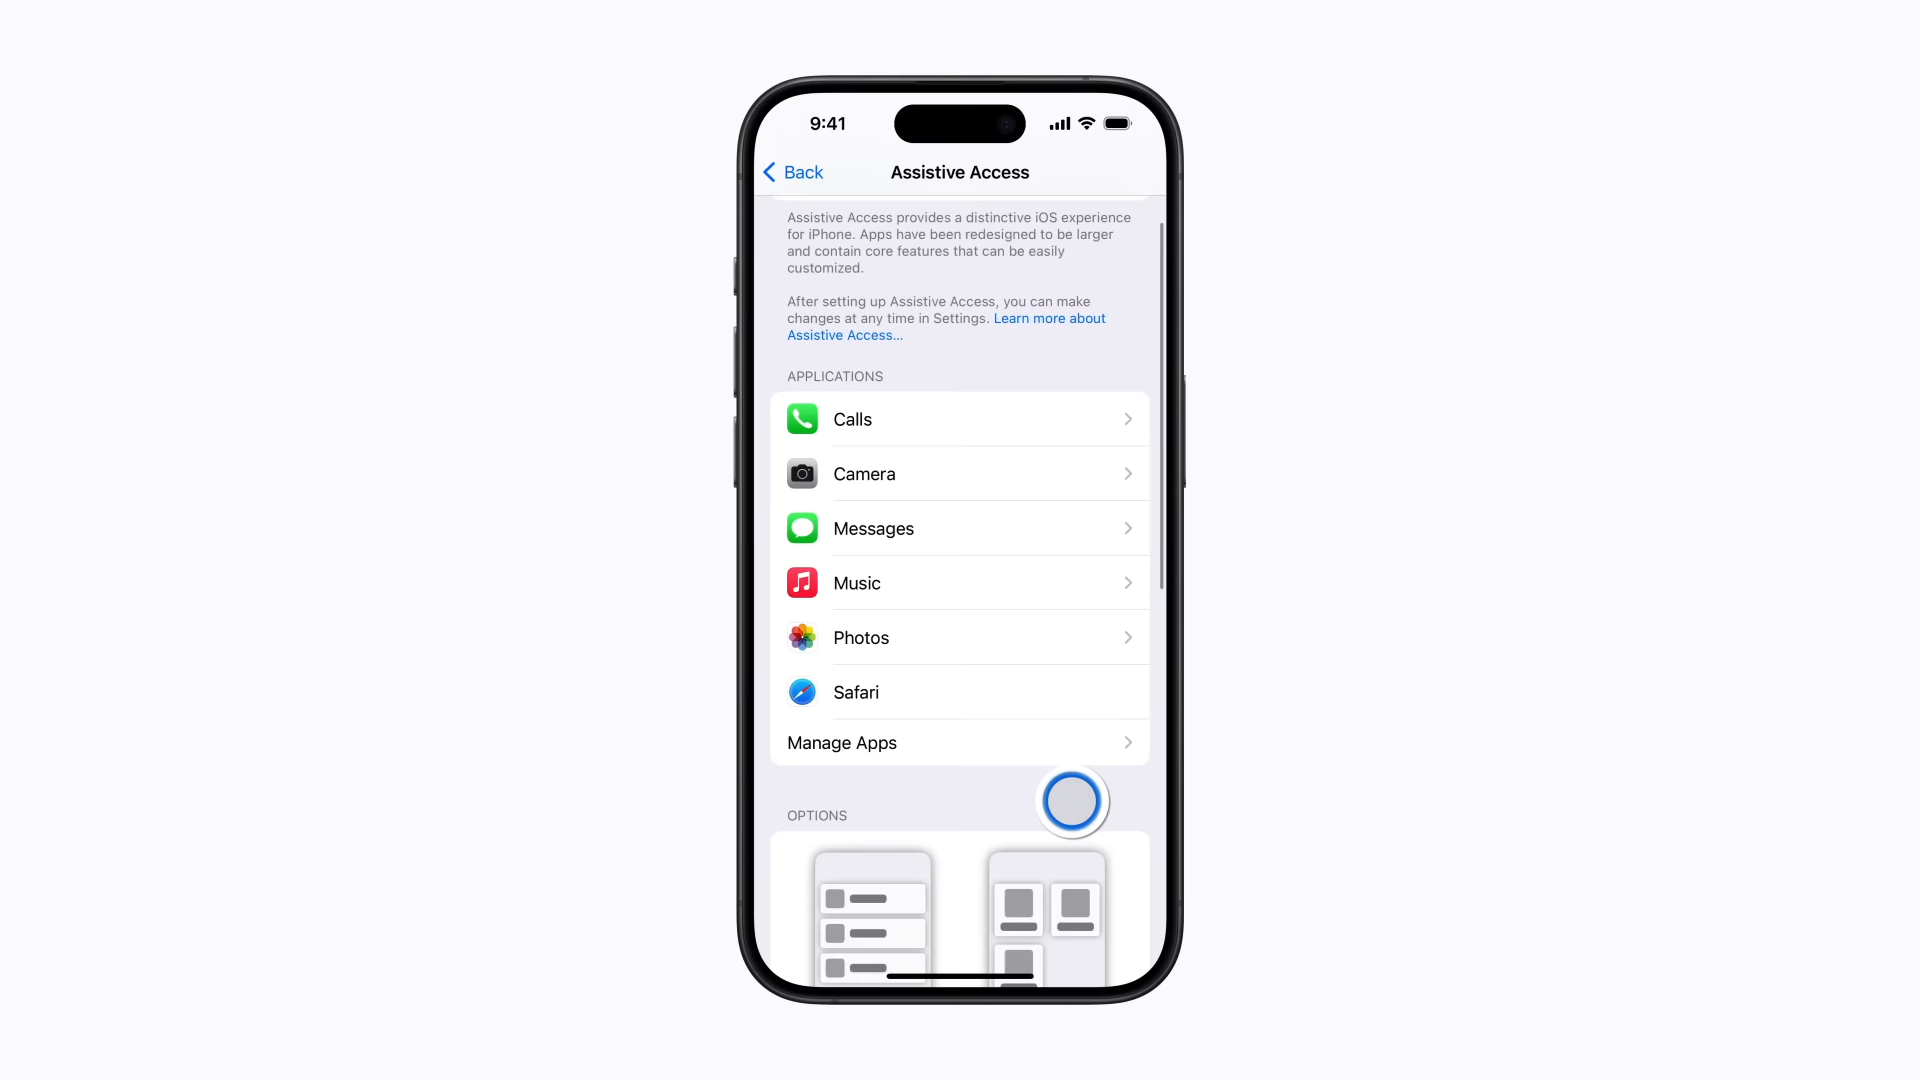 9:41
Back
Assistive Access
Assistive Access provides a distinctive iOS experience
for iPhone. Apps have been redesigned to be larger
and contain core features that can be easily
customized.
After setting up Assistive Access, you can make
changes at any time in Settings. Learn more about
Assistive Access...
APPLICATIONS
Calls
Camera
Messages
Music
Photos
Safari
Manage Apps
OPTIONS